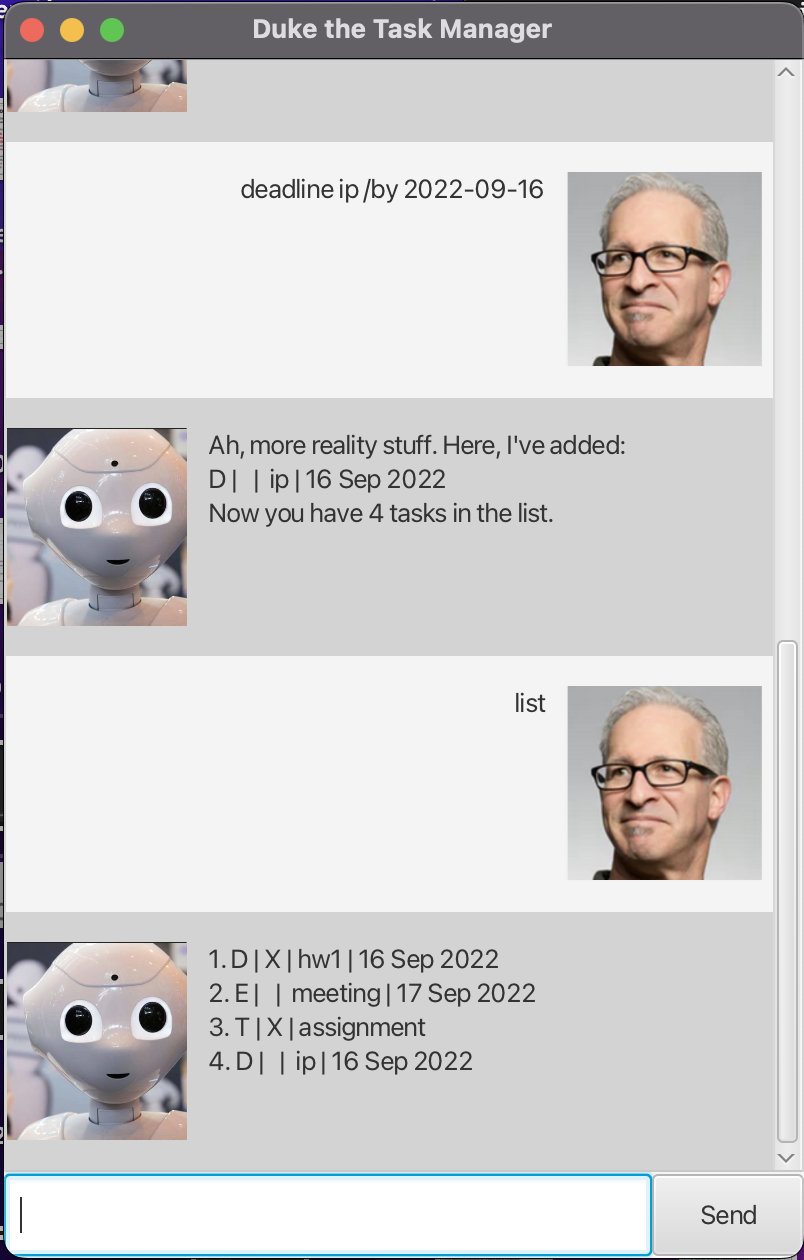 Duke the Task Manager
deadline ip /by 2022-09-16
Ah, more reality stuff. Here, I've added:
D |   | ip | 16 Sep 2022
Now you have 4 tasks in the list.
list
1. D | X | hw1 | 16 Sep 2022
2. E |   | meeting | 17 Sep 2022
3. T | X | assignment
4. D |   | ip | 16 Sep 2022
Send